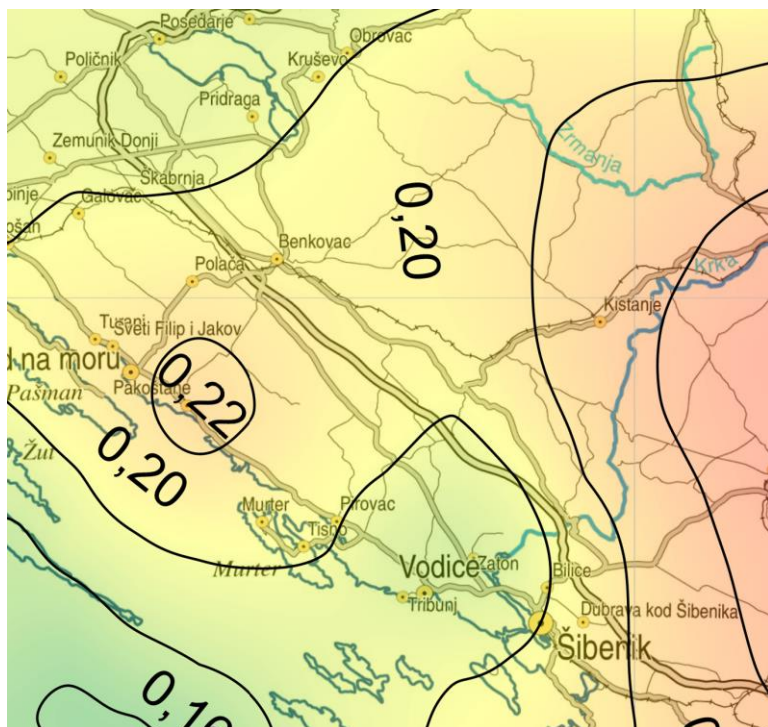 Posedarje
Obrovac
Poličnik
Kruševo
Pridraga
Zemunik Donji
Škabrnja
Zrmanja
Galovac
0,20
Benkovac
Krka
Polača
Kistanje
Turanj
Sveti Filip i Jakov
d na moru
Pakoštane
0,22
Pašman
0,20
Žut
Murter
Pirovac
Tisno
Murter
Vodice
Zaton
Bilice
Tribunj
Dubrava kod Šibenika
Šibenik